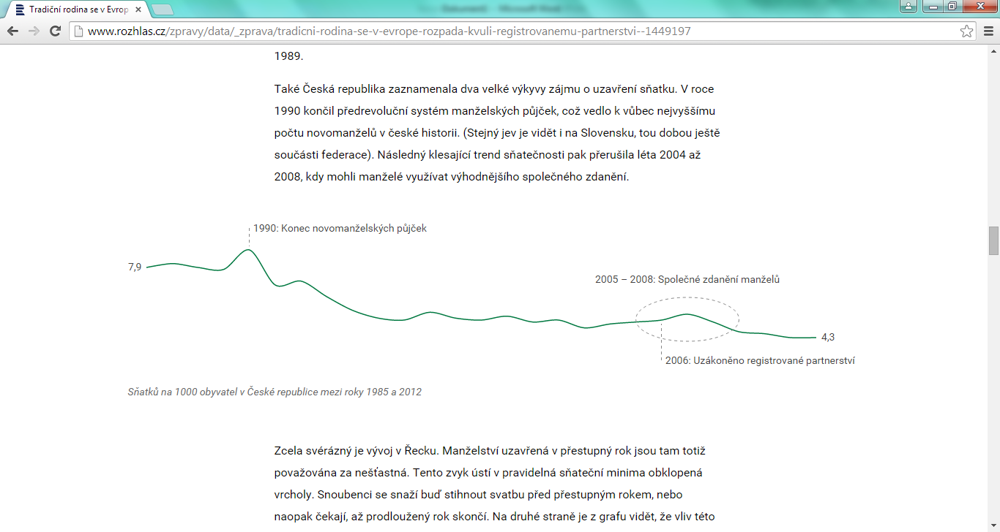 Tradiční rodina se v Evrop
www.rozhlas.cz/zpravy/data/_zprava/tradicni-rodina-se-v-evrope-rozpada-kvuli-registrovanemu-partnerstvi--1449197
1989.
Také Česká republika zaznamenala dva velké výkyvy zájmu o uzavření sňatku. V roce
1990 končil předrevoluční systém manželských půjček, což vedlo k vůbec nejvyššímu
počtu novomanželů v české historii. (Stejný jev je vidět i na Slovensku, tou dobou ještě
součásti federace). Následný klesající trend sňatečnosti pak přerušila léta 2004 až
2008, kdy mohli manželé využívat výhodnějšího společného zdanění.
1990: Konec novomanželských půjček
7,9
2005 – 2008: Společné zdanění manželů
4,3
2006: Uzákoněno registrované partnerství
Sňatků na 1000 obyvatel v České republice mezi roky 1985 a 2012
Zcela svérázný je vývoj v Řecku. Manželství uzavřená v přestupný rok jsou tam totiž
považována za nešťastná. Tento zvyk ústí v pravidelná sňateční minima obklopená
vrcholy. Snoubenci se snaží buď stihnout svatbu před přestupným rokem, nebo
naopak čekají, až prodloužený rok skončí. Na druhé straně je z grafu vidět, že vliv této